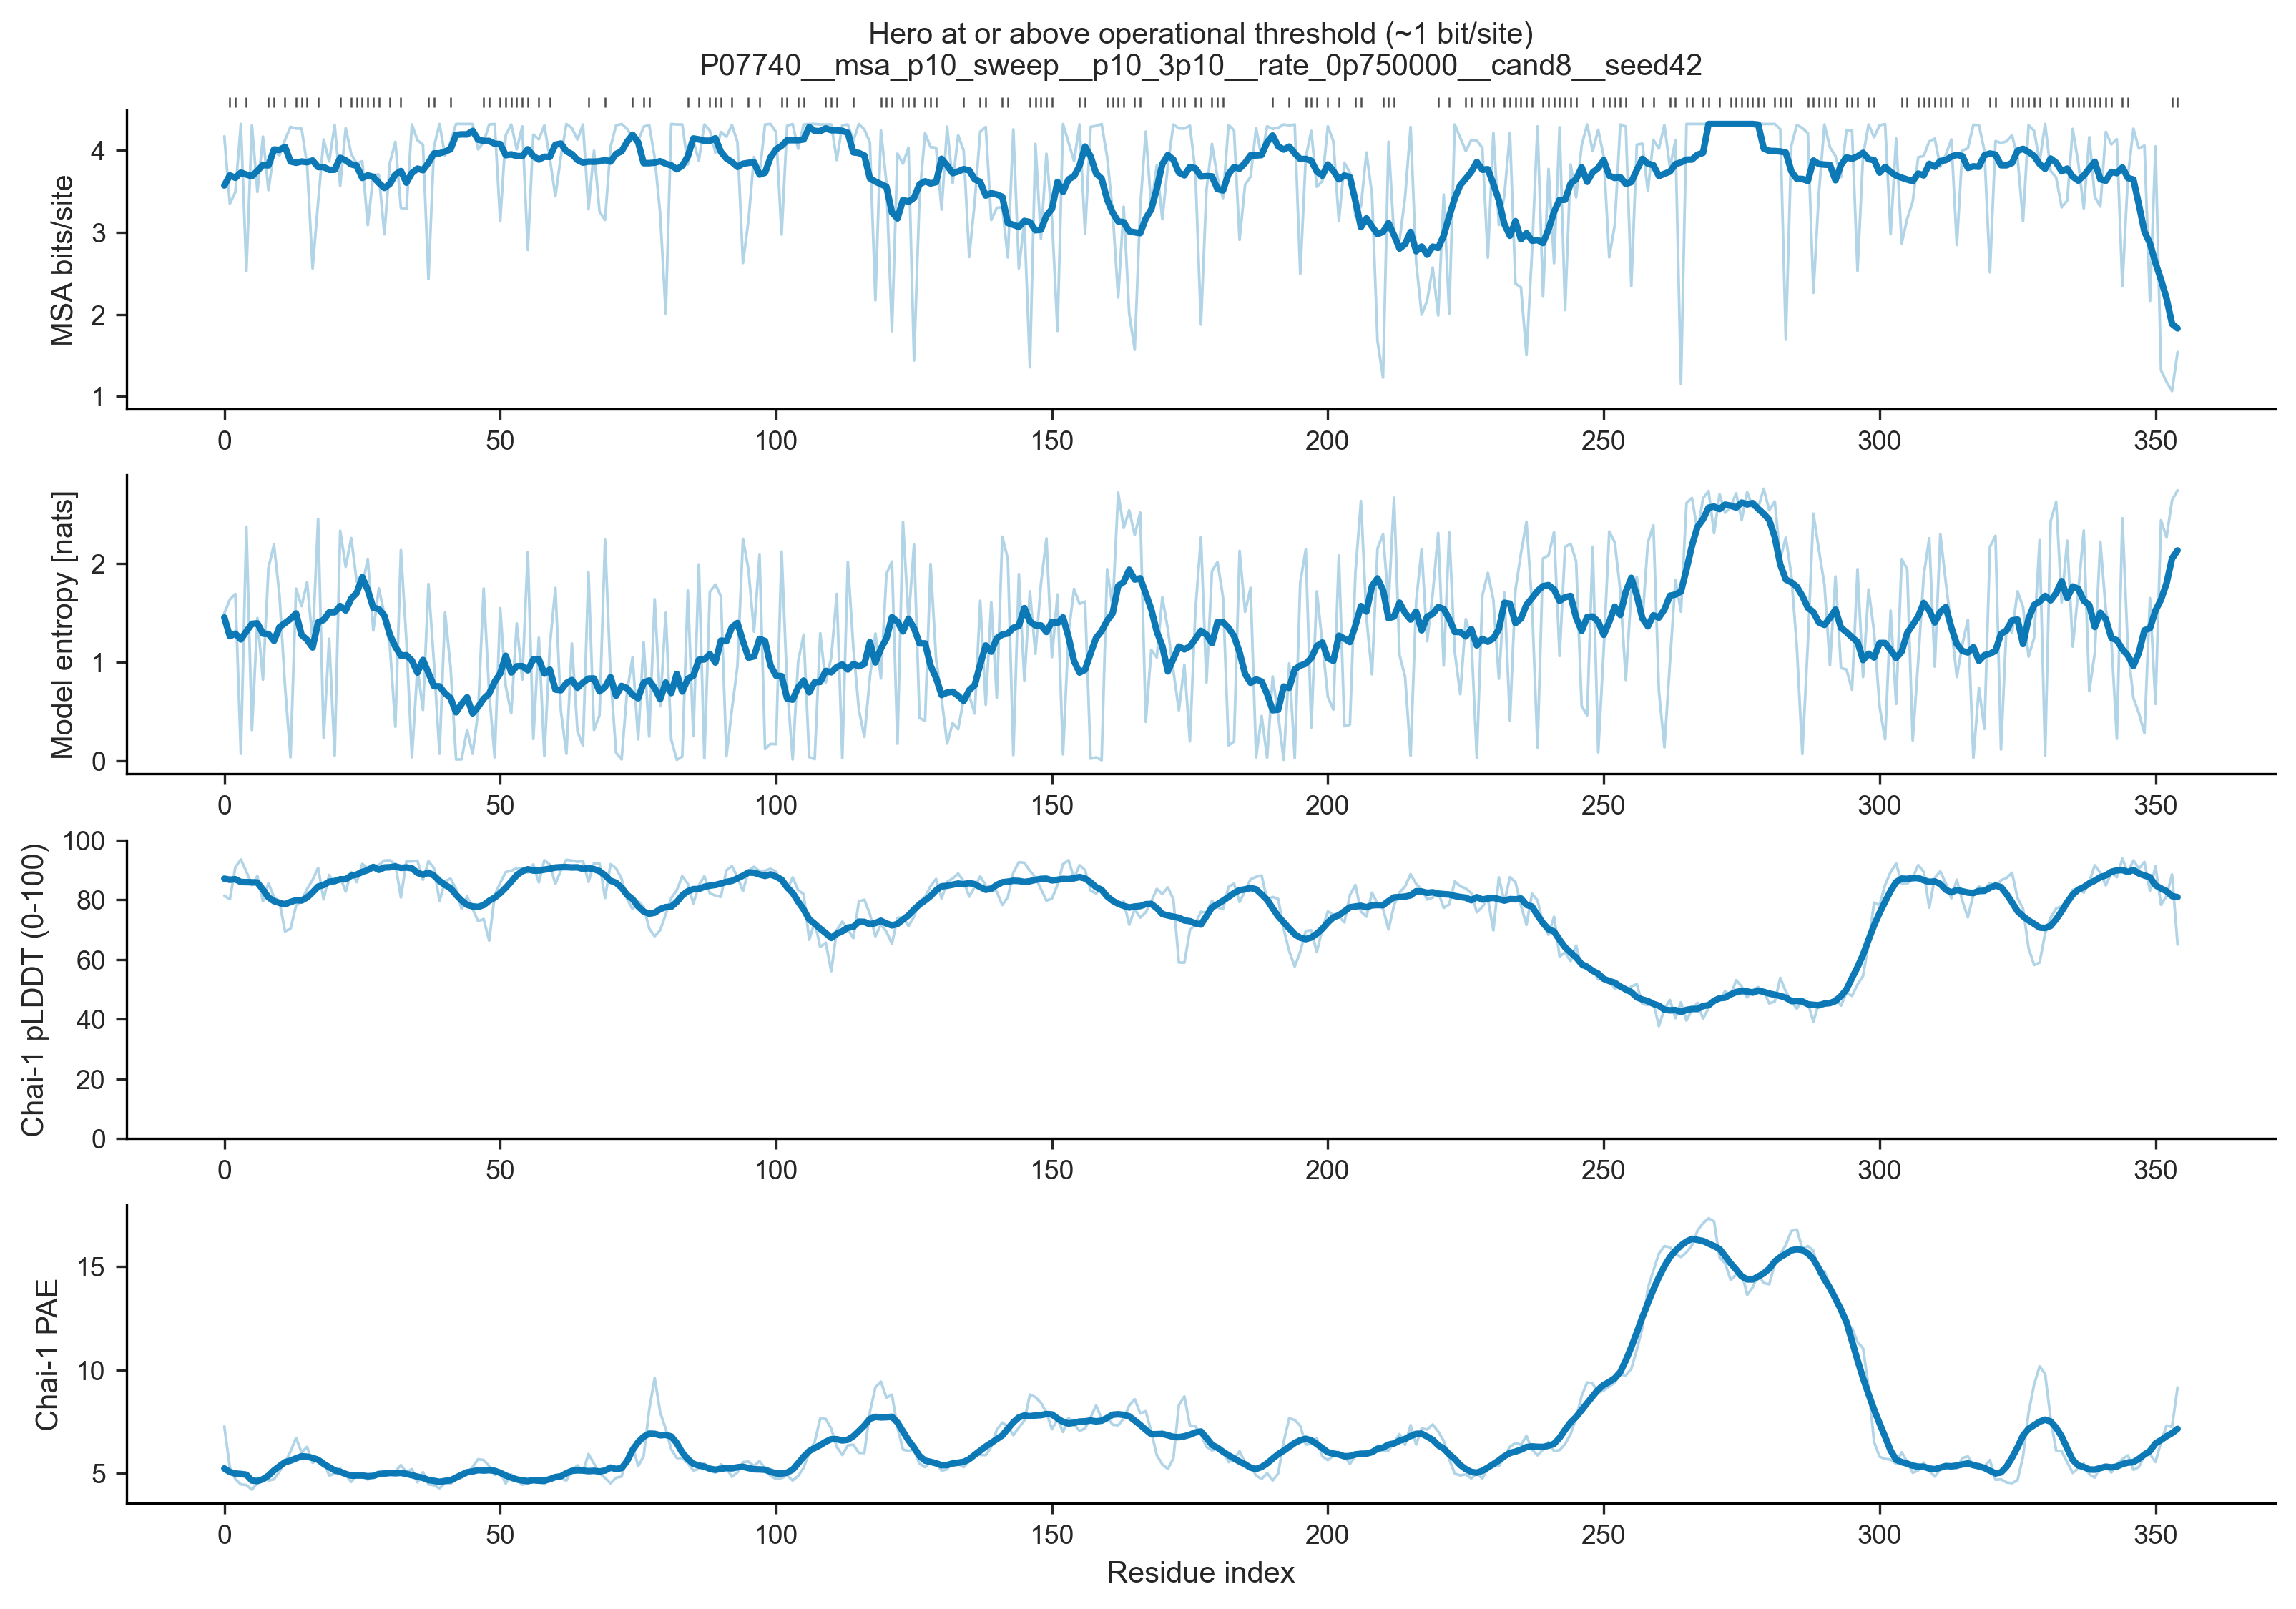 Hero at or above operational threshold (~1 bit/site)
P07740__msa_p10_sweep__p10_3p10__rate_0p750000__cand8__seed42
MSA bits/site
4
3
2
1
0 50 100 150 200 250 300 350
Model entropy [nats]
2
1
0
0 50 100 150 200 250 300 350
Chai-1 pLDDT (0-100)
100
80
60
40
20
0
0 50 100 150 200 250 300 350
Chai-1 PAE
15
10
5
0 50 100 150 200 250 300 350
Residue index